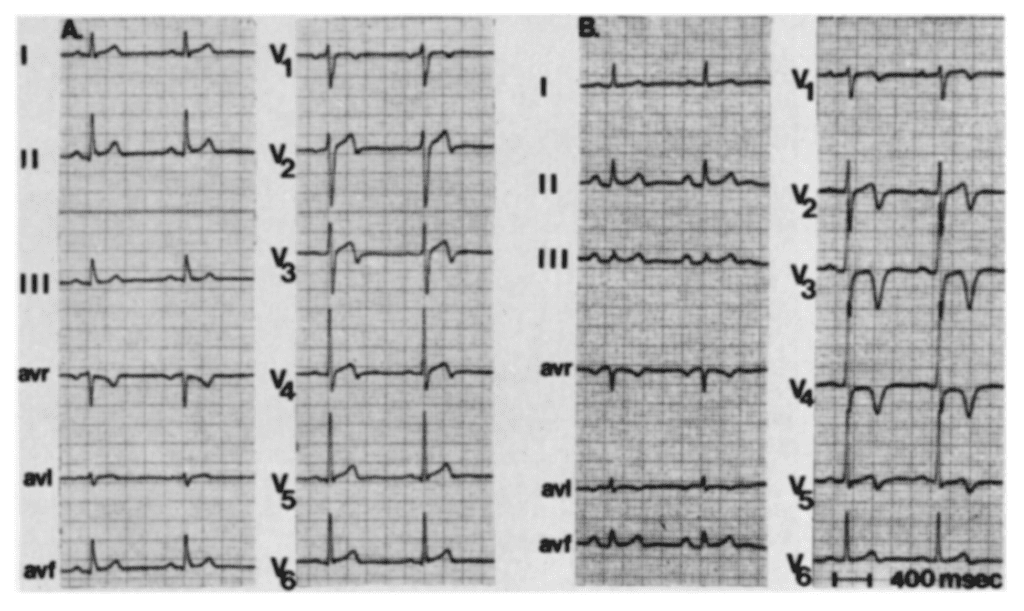 A.
I
II
III
avr
avl
avf
V1
V2
V3
V4
V5
V6
B.
I
II
III
avr
avl
avf
V1
V2
V3
V4
V5
V6
400 msec